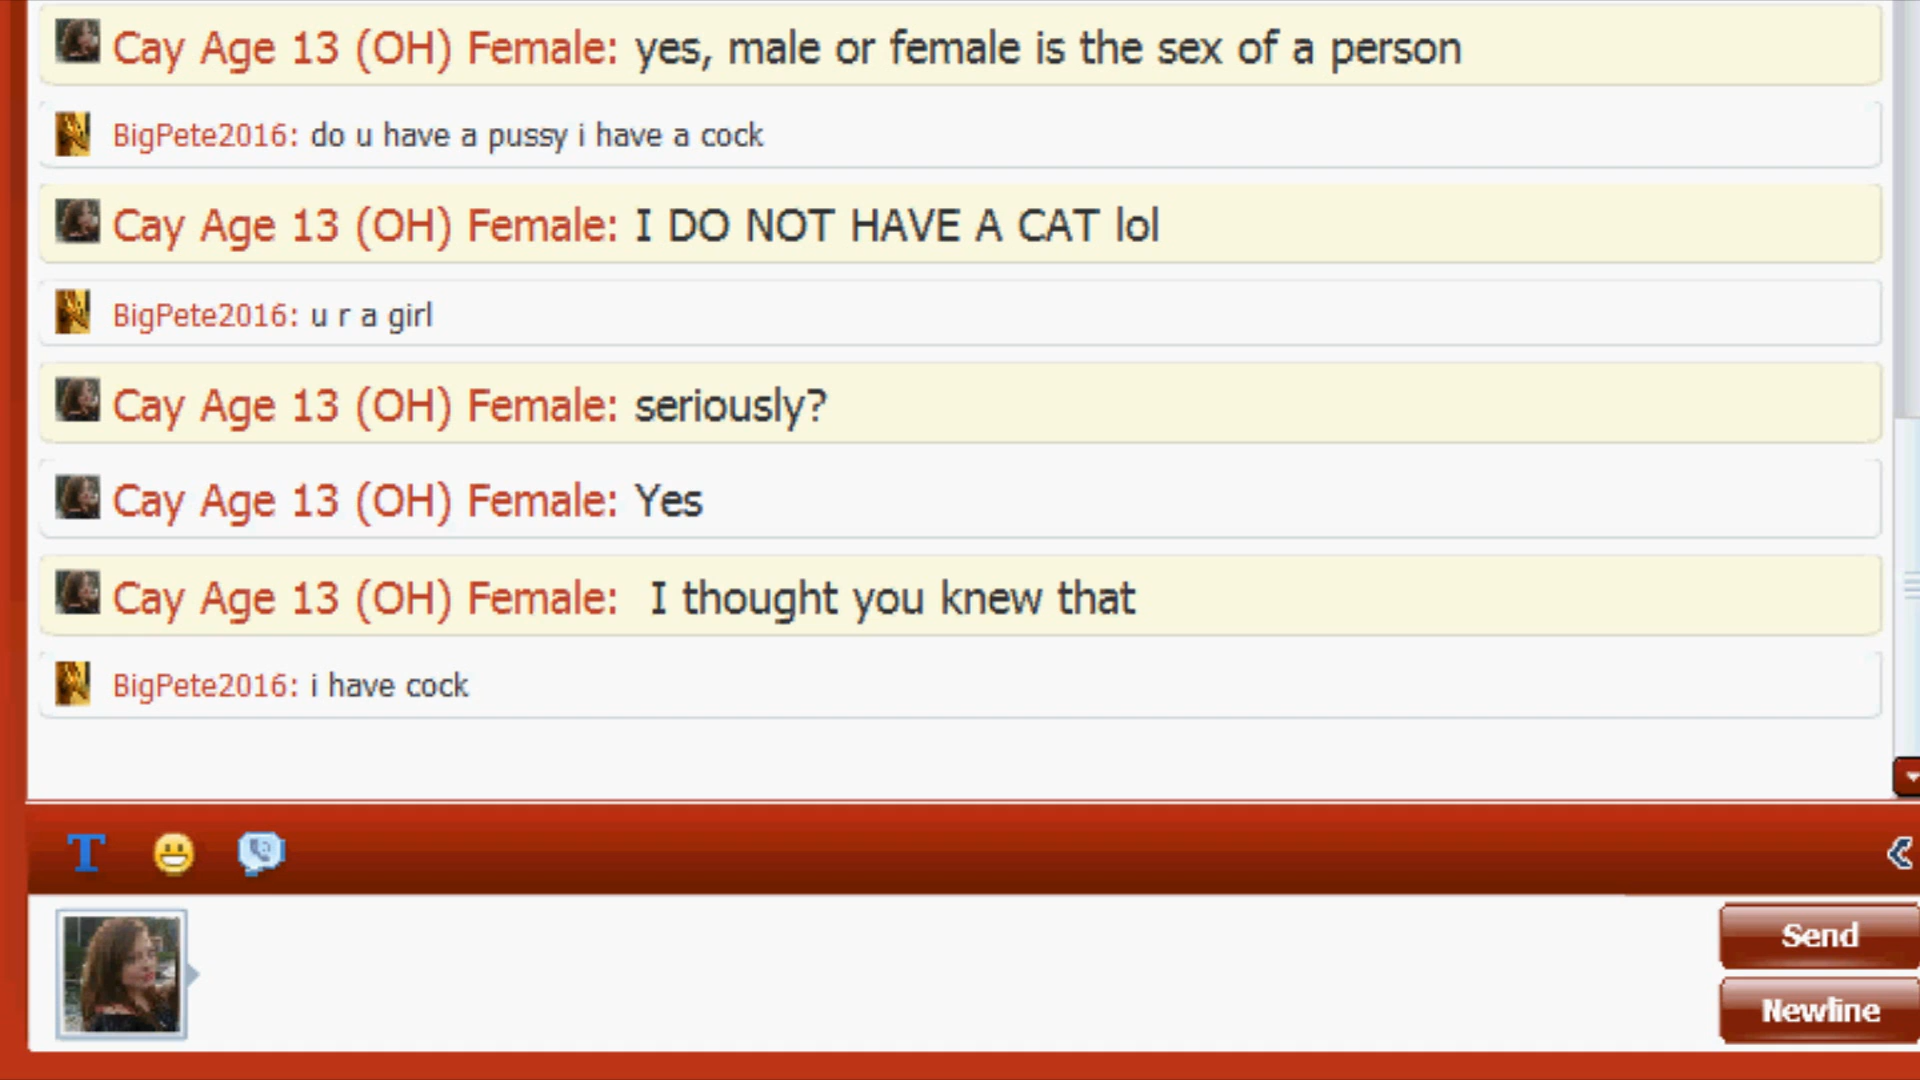 Cay Age 13 (OH) Female: yes, male or female is the sex of a person
BigPete2016: do u have a pussy i have a cock
Cay Age 13 (OH) Female: I DO NOT HAVE A CAT lol
BigPete2016: u r a girl
Cay Age 13 (OH) Female: seriously?
Cay Age 13 (OH) Female: Yes
Cay Age 13 (OH) Female: I thought you knew that
BigPete2016: i have cock
T
Send
Newline